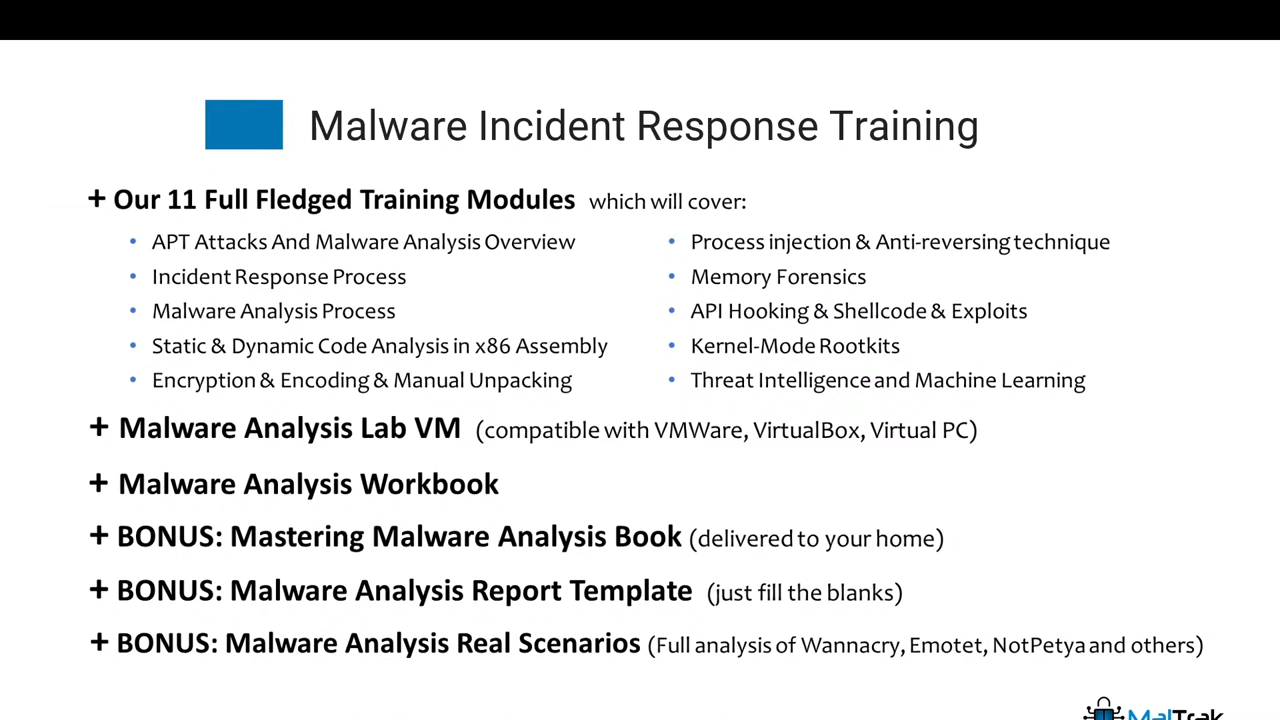 Malware Incident Response Training
+ Our 11 Full Fledged Training Modules which will cover:
• APT Attacks And Malware Analysis Overview
• Incident Response Process
• Malware Analysis Process
• Static & Dynamic Code Analysis in x86 Assembly
• Encryption & Encoding & Manual Unpacking
• Process injection & Anti-reversing technique
• Memory Forensics
• API Hooking & Shellcode & Exploits
• Kernel-Mode Rootkits
• Threat Intelligence and Machine Learning
+ Malware Analysis Lab VM (compatible with VMWare, VirtualBox, Virtual PC)
+ Malware Analysis Workbook
+ BONUS: Mastering Malware Analysis Book (delivered to your home)
+ BONUS: Malware Analysis Report Template (just fill the blanks)
+ BONUS: Malware Analysis Real Scenarios (Full analysis of Wannacry, Emotet, NotPetya and others)
MalTrak